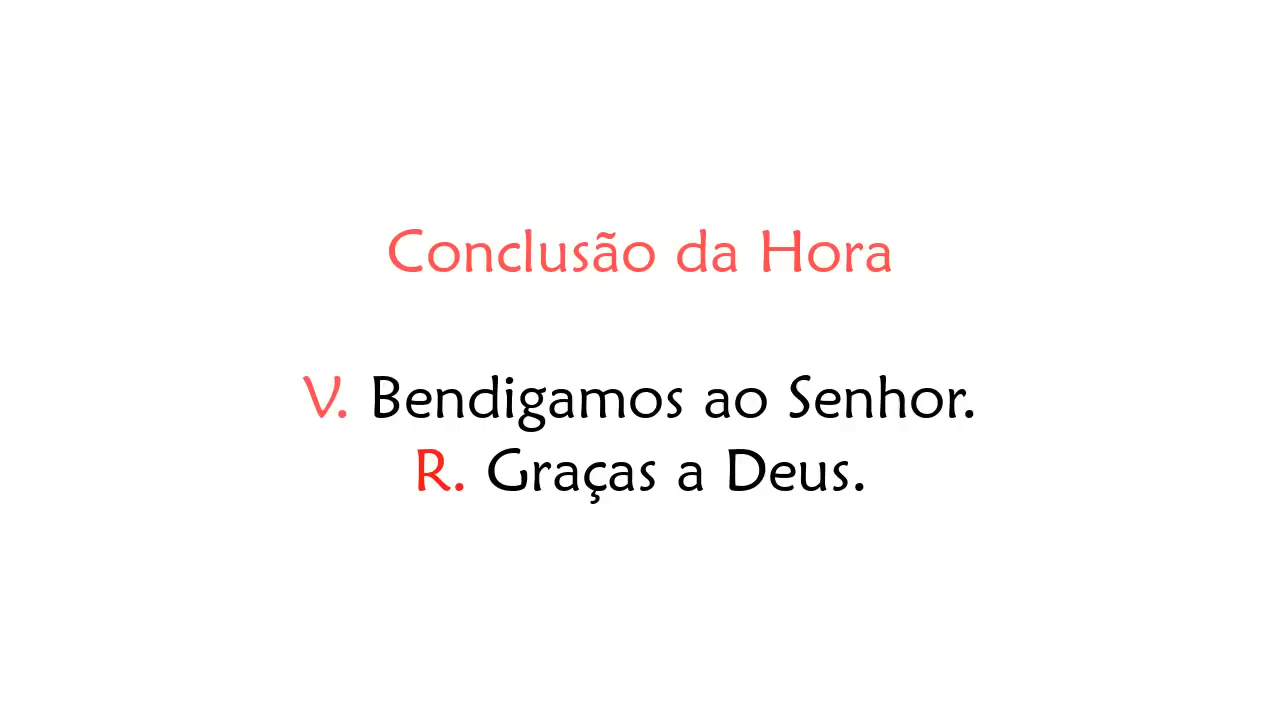 Conclusão da Hora
V. Bendigamos ao Senhor.
R. Graças a Deus.